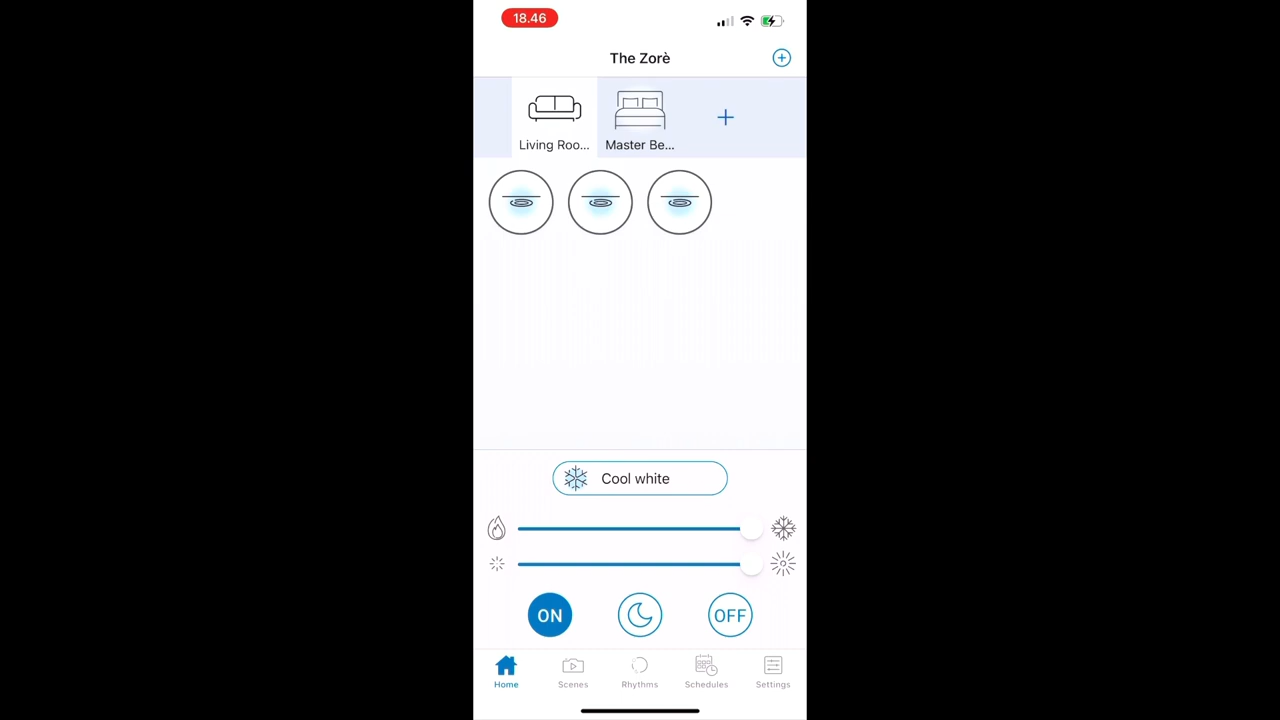 18.46
The Zorè
Living Roo...
Master Be...
Cool white
ON
OFF
Home
Scenes
Rhythms
Schedules
Settings